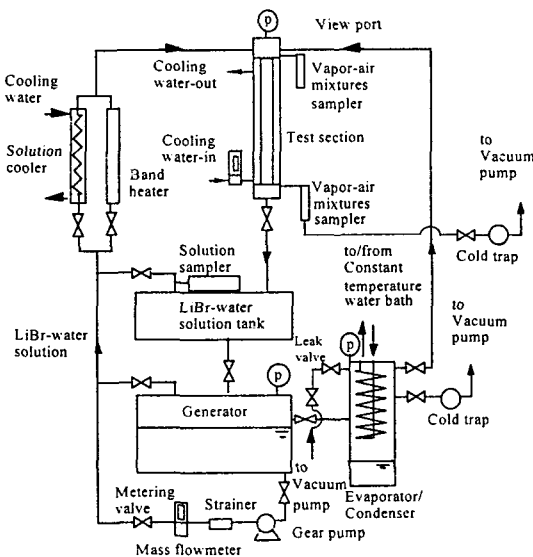 p
View port
Cooling
water-out
Vapor-air
mixtures
sampler
Cooling
water
Solution
cooler
Band
heater
Cooling
water-in
Test section
Vapor-air
mixtures
sampler
to
Vacuum
pump
Cold trap
Solution
sampler
LiBr-water
solution tank
to/from
Constant
temperature
water bath
to
Vacuum
pump
LiBr-water
solution
Leak
valve
p
p
Generator
Cold trap
to
Vacuum
pump
Evaporator/
Condenser
Metering
valve
Strainer
Gear pump
Mass flowmeter